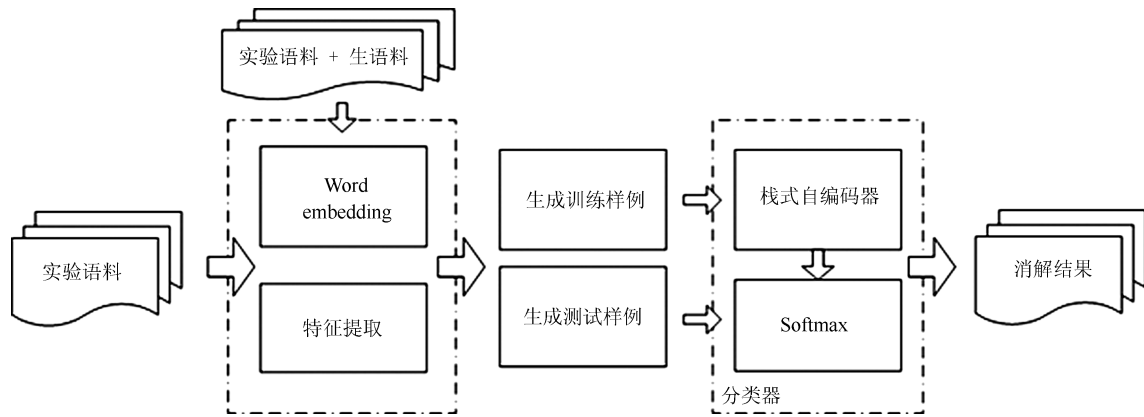 实验语料 + 生语料
实验语料
Word
embedding
特征提取
生成训练样例
生成测试样例
栈式自编码器
Softmax
分类器
消解结果